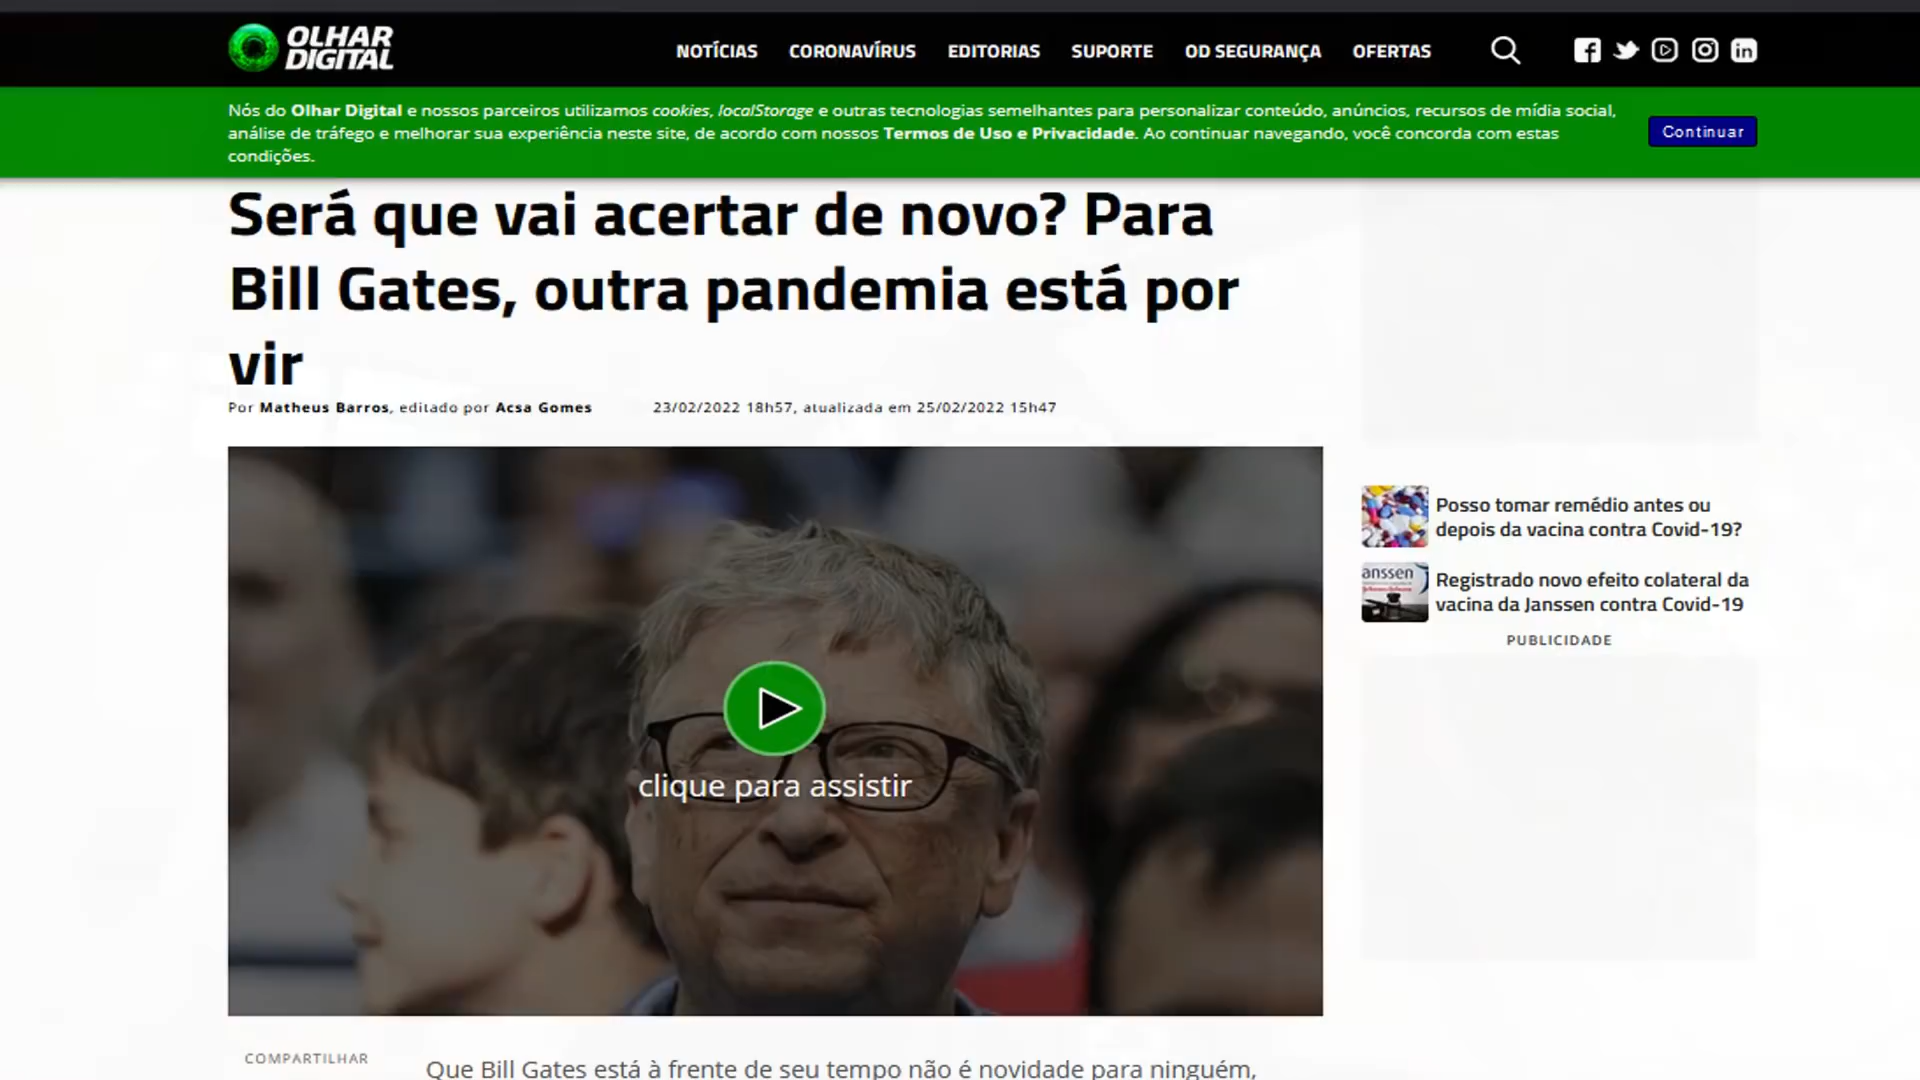 OLHAR
DIGITAL
NOTÍCIAS CORONAVÍRUS EDITORIAS SUPORTE OD SEGURANÇA OFERTAS
Nós do Olhar Digital e nossos parceiros utilizamos cookies, localStorage e outras tecnologias semelhantes para personalizar conteúdo, anúncios, recursos de mídia social,
análise de tráfego e melhorar sua experiência neste site, de acordo com nossos Termos de Uso e Privacidade. Ao continuar navegando, você concorda com estas
condições.
Continuar
Será que vai acertar de novo? Para
Bill Gates, outra pandemia está por
vir
Por Matheus Barros, editado por Acsa Gomes 23/02/2022 18h57, atualizada em 25/02/2022 15h47
clique para assistir
Posso tomar remédio antes ou
depois da vacina contra Covid-19?
anssen
Registrado novo efeito colateral da
vacina da Janssen contra Covid-19
PUBLICIDADE
COMPARTILHAR
Que Bill Gates está à frente de seu tempo não é novidade para ninguém,